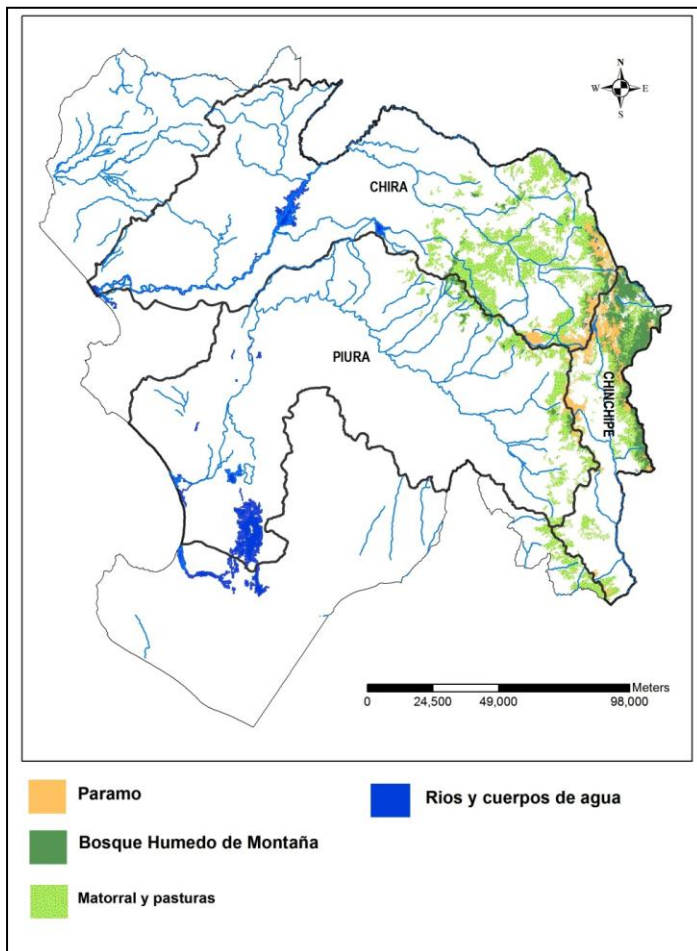 N
W E
S
CHIRA
PIURA
CHINCHIPE
Meters
0 24,500 49,000 98,000
Paramo
Rios y cuerpos de agua
Bosque Humedo de Montaña
Matorral y pasturas